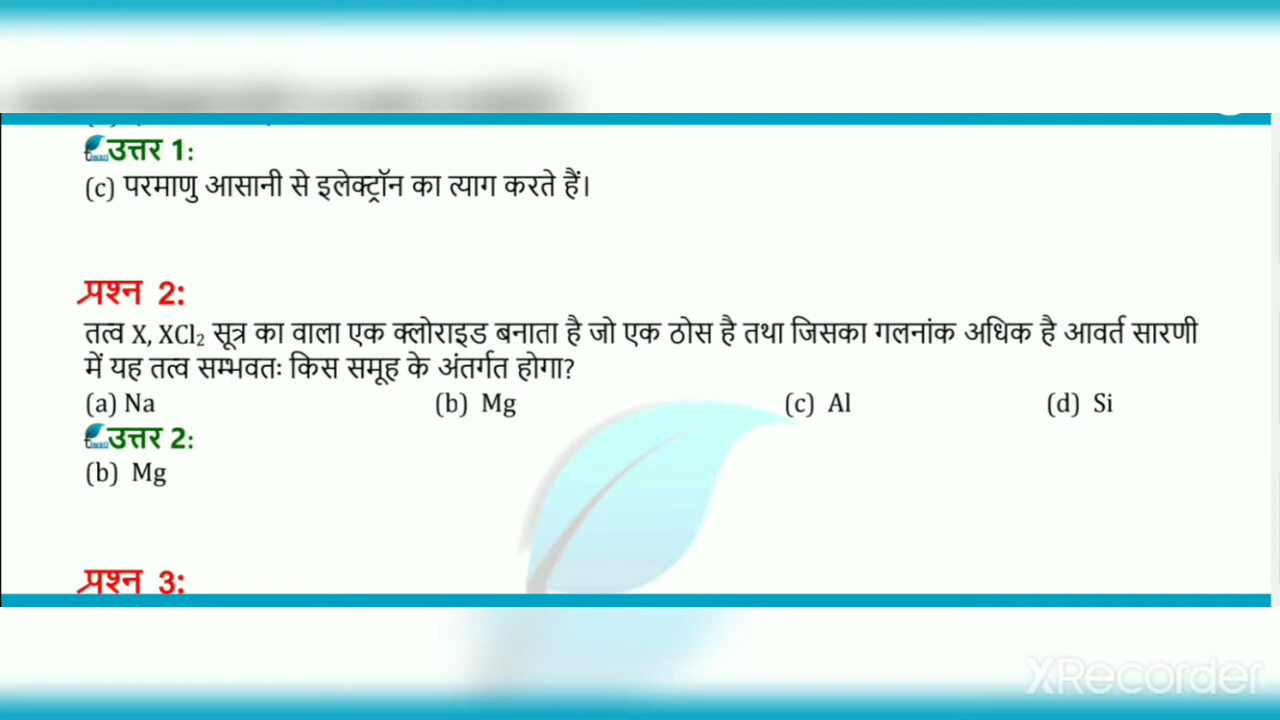 उत्तर 1:
(c) परमाणु आसानी से इलेक्ट्रॉन का त्याग करते हैं।
प्रश्न 2:
तत्व X, XCl₂ सूत्र का वाला एक क्लोराइड बनाता है जो एक ठोस है तथा जिसका गलनांक अधिक है आवर्त सारणी
में यह तत्व सम्भवतः किस समूह के अंतर्गत होगा?
(a) Na (b) Mg (c) Al (d) Si
उत्तर 2:
(b) Mg
प्रश्न 3:
XRecorder